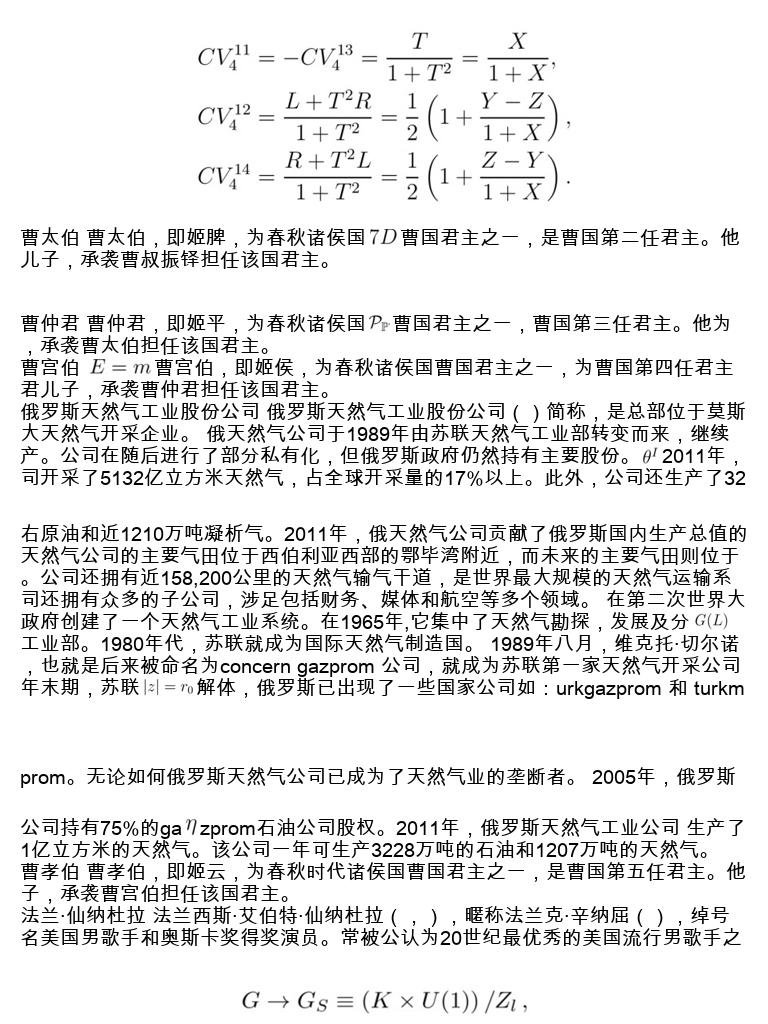 CV_4^{11} = -CV_4^{13} = \frac{T}{1+T^2} = \frac{X}{1+X},
CV_4^{12} = \frac{L+T^2R}{1+T^2} = \frac{1}{2}\left(1+\frac{Y-Z}{1+X}\right),
CV_4^{14} = \frac{R+T^2L}{1+T^2} = \frac{1}{2}\left(1+\frac{Z-Y}{1+X}\right).
曹太伯 曹太伯，即姬脾，为春秋诸侯国 7D 曹国君主之一，是曹国第二任君主。他
儿子，承袭曹叔振铎担任该国君主。
曹仲君 曹仲君，即姬平，为春秋诸侯国 \mathcal{P}_{\mathbb{P}} 曹国君主之一，曹国第三任君主。他为
，承袭曹太伯担任该国君主。
曹宫伯 E = m 曹宫伯，即姬侯，为春秋诸侯国曹国君主之一，为曹国第四任君主
君儿子，承袭曹仲君担任该国君主。
俄罗斯天然气工业股份公司 俄罗斯天然气工业股份公司（ ）简称，是总部位于莫斯
大天然气开采企业。 俄天然气公司于1989年由苏联天然气工业部转变而来，继续
产。公司在随后进行了部分私有化，但俄罗斯政府仍然持有主要股份。 θ^I 2011年，
司开采了5132亿立方米天然气，占全球开采量的17%以上。此外，公司还生产了32
右原油和近1210万吨凝析气。2011年，俄天然气公司贡献了俄罗斯国内生产总值的
天然气公司的主要气田位于西伯利亚西部的鄂毕湾附近，而未来的主要气田则位于
。公司还拥有近158,200公里的天然气输气干道，是世界最大规模的天然气运输系
司还拥有众多的子公司，涉足包括财务、媒体和航空等多个领域。 在第二次世界大
政府创建了一个天然气工业系统。在1965年,它集中了天然气勘探，发展及分 G(L)
工业部。1980年代，苏联就成为国际天然气制造国。 1989年八月，维克托·切尔诺
，也就是后来被命名为concern gazprom 公司，就成为苏联第一家天然气开采公司
年末期，苏联 |z| = r_0 解体，俄罗斯已出现了一些国家公司如：urkgazprom 和 turkm
prom。无论如何俄罗斯天然气公司已成为了天然气业的垄断者。 2005年，俄罗斯
公司持有75%的ga η zprom石油公司股权。2011年，俄罗斯天然气工业公司 生产了
1亿立方米的天然气。该公司一年可生产3228万吨的石油和1207万吨的天然气。
曹孝伯 曹孝伯，即姬云，为春秋时代诸侯国曹国君主之一，是曹国第五任君主。他
子，承袭曹宫伯担任该国君主。
法兰·仙纳杜拉 法兰西斯·艾伯特·仙纳杜拉（，），暱称法兰克·辛纳屈（ ），绰号
名美国男歌手和奥斯卡奖得奖演员。常被公认为20世纪最优秀的美国流行男歌手之
G → G_S ≡ (K × U(1)) /Z_l ,